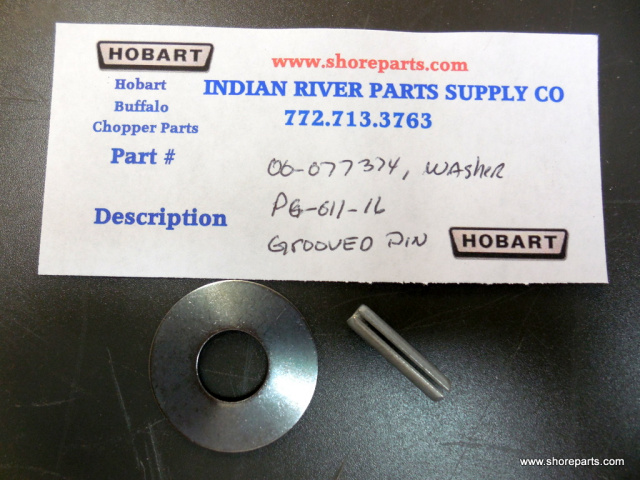 HOBART
www.shoreparts.com
Hobart
Buffalo
Chopper Parts
INDIAN RIVER PARTS SUPPLY CO
772.713.3763
Part #
00-077374, WASHER
PG-011-16
Description
GROOVED PIN
HOBART
www.shoreparts.com